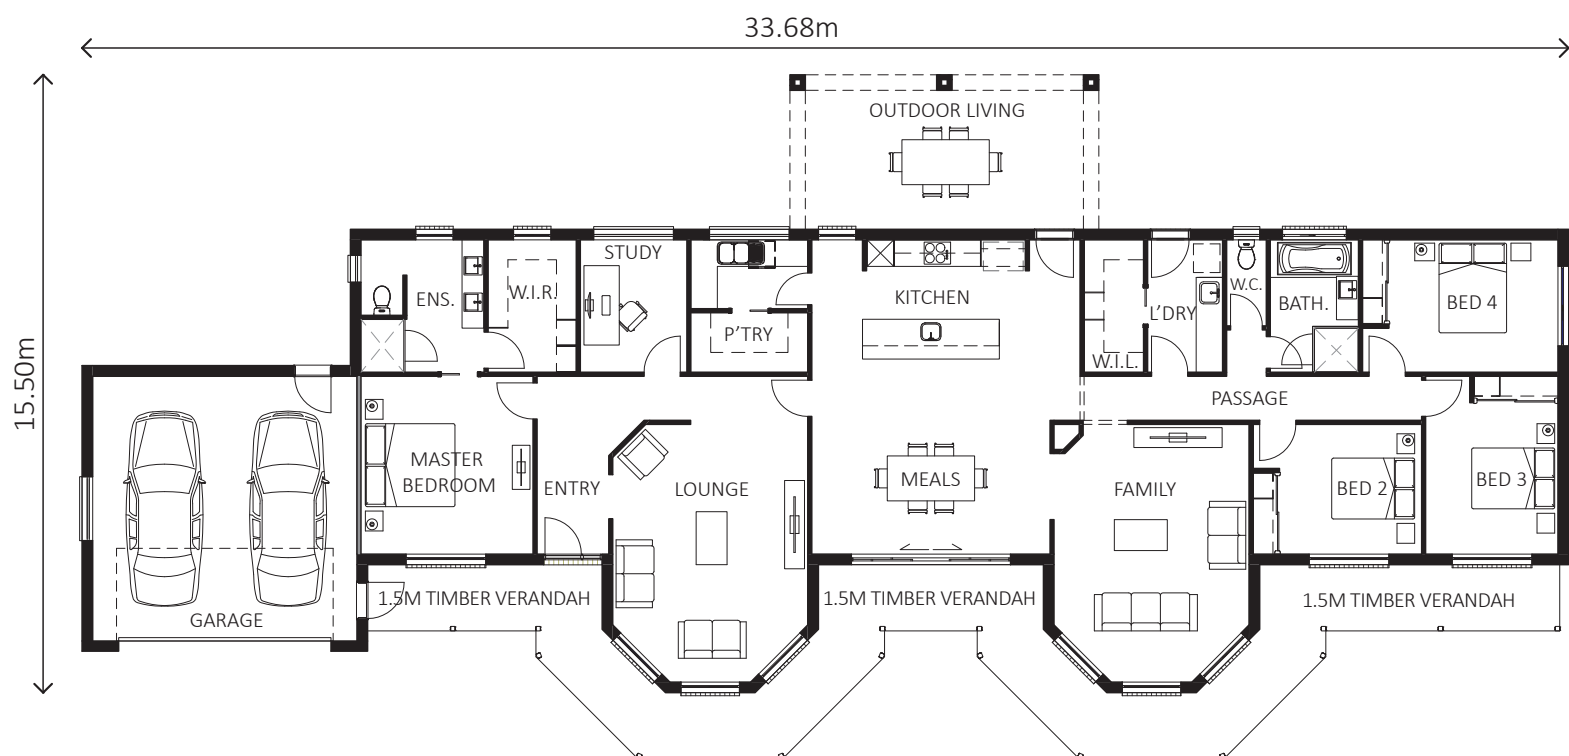 33.68m
15.50m
OUTDOOR LIVING
STUDY
ENS.
W.I.R.
P'TRY
KITCHEN
W.I.L.
L'DRY
W.C.
BATH.
BED 4
PASSAGE
MASTER
BEDROOM
ENTRY
LOUNGE
MEALS
FAMILY
BED 2
BED 3
GARAGE
1.5M TIMBER VERANDAH
1.5M TIMBER VERANDAH
1.5M TIMBER VERANDAH